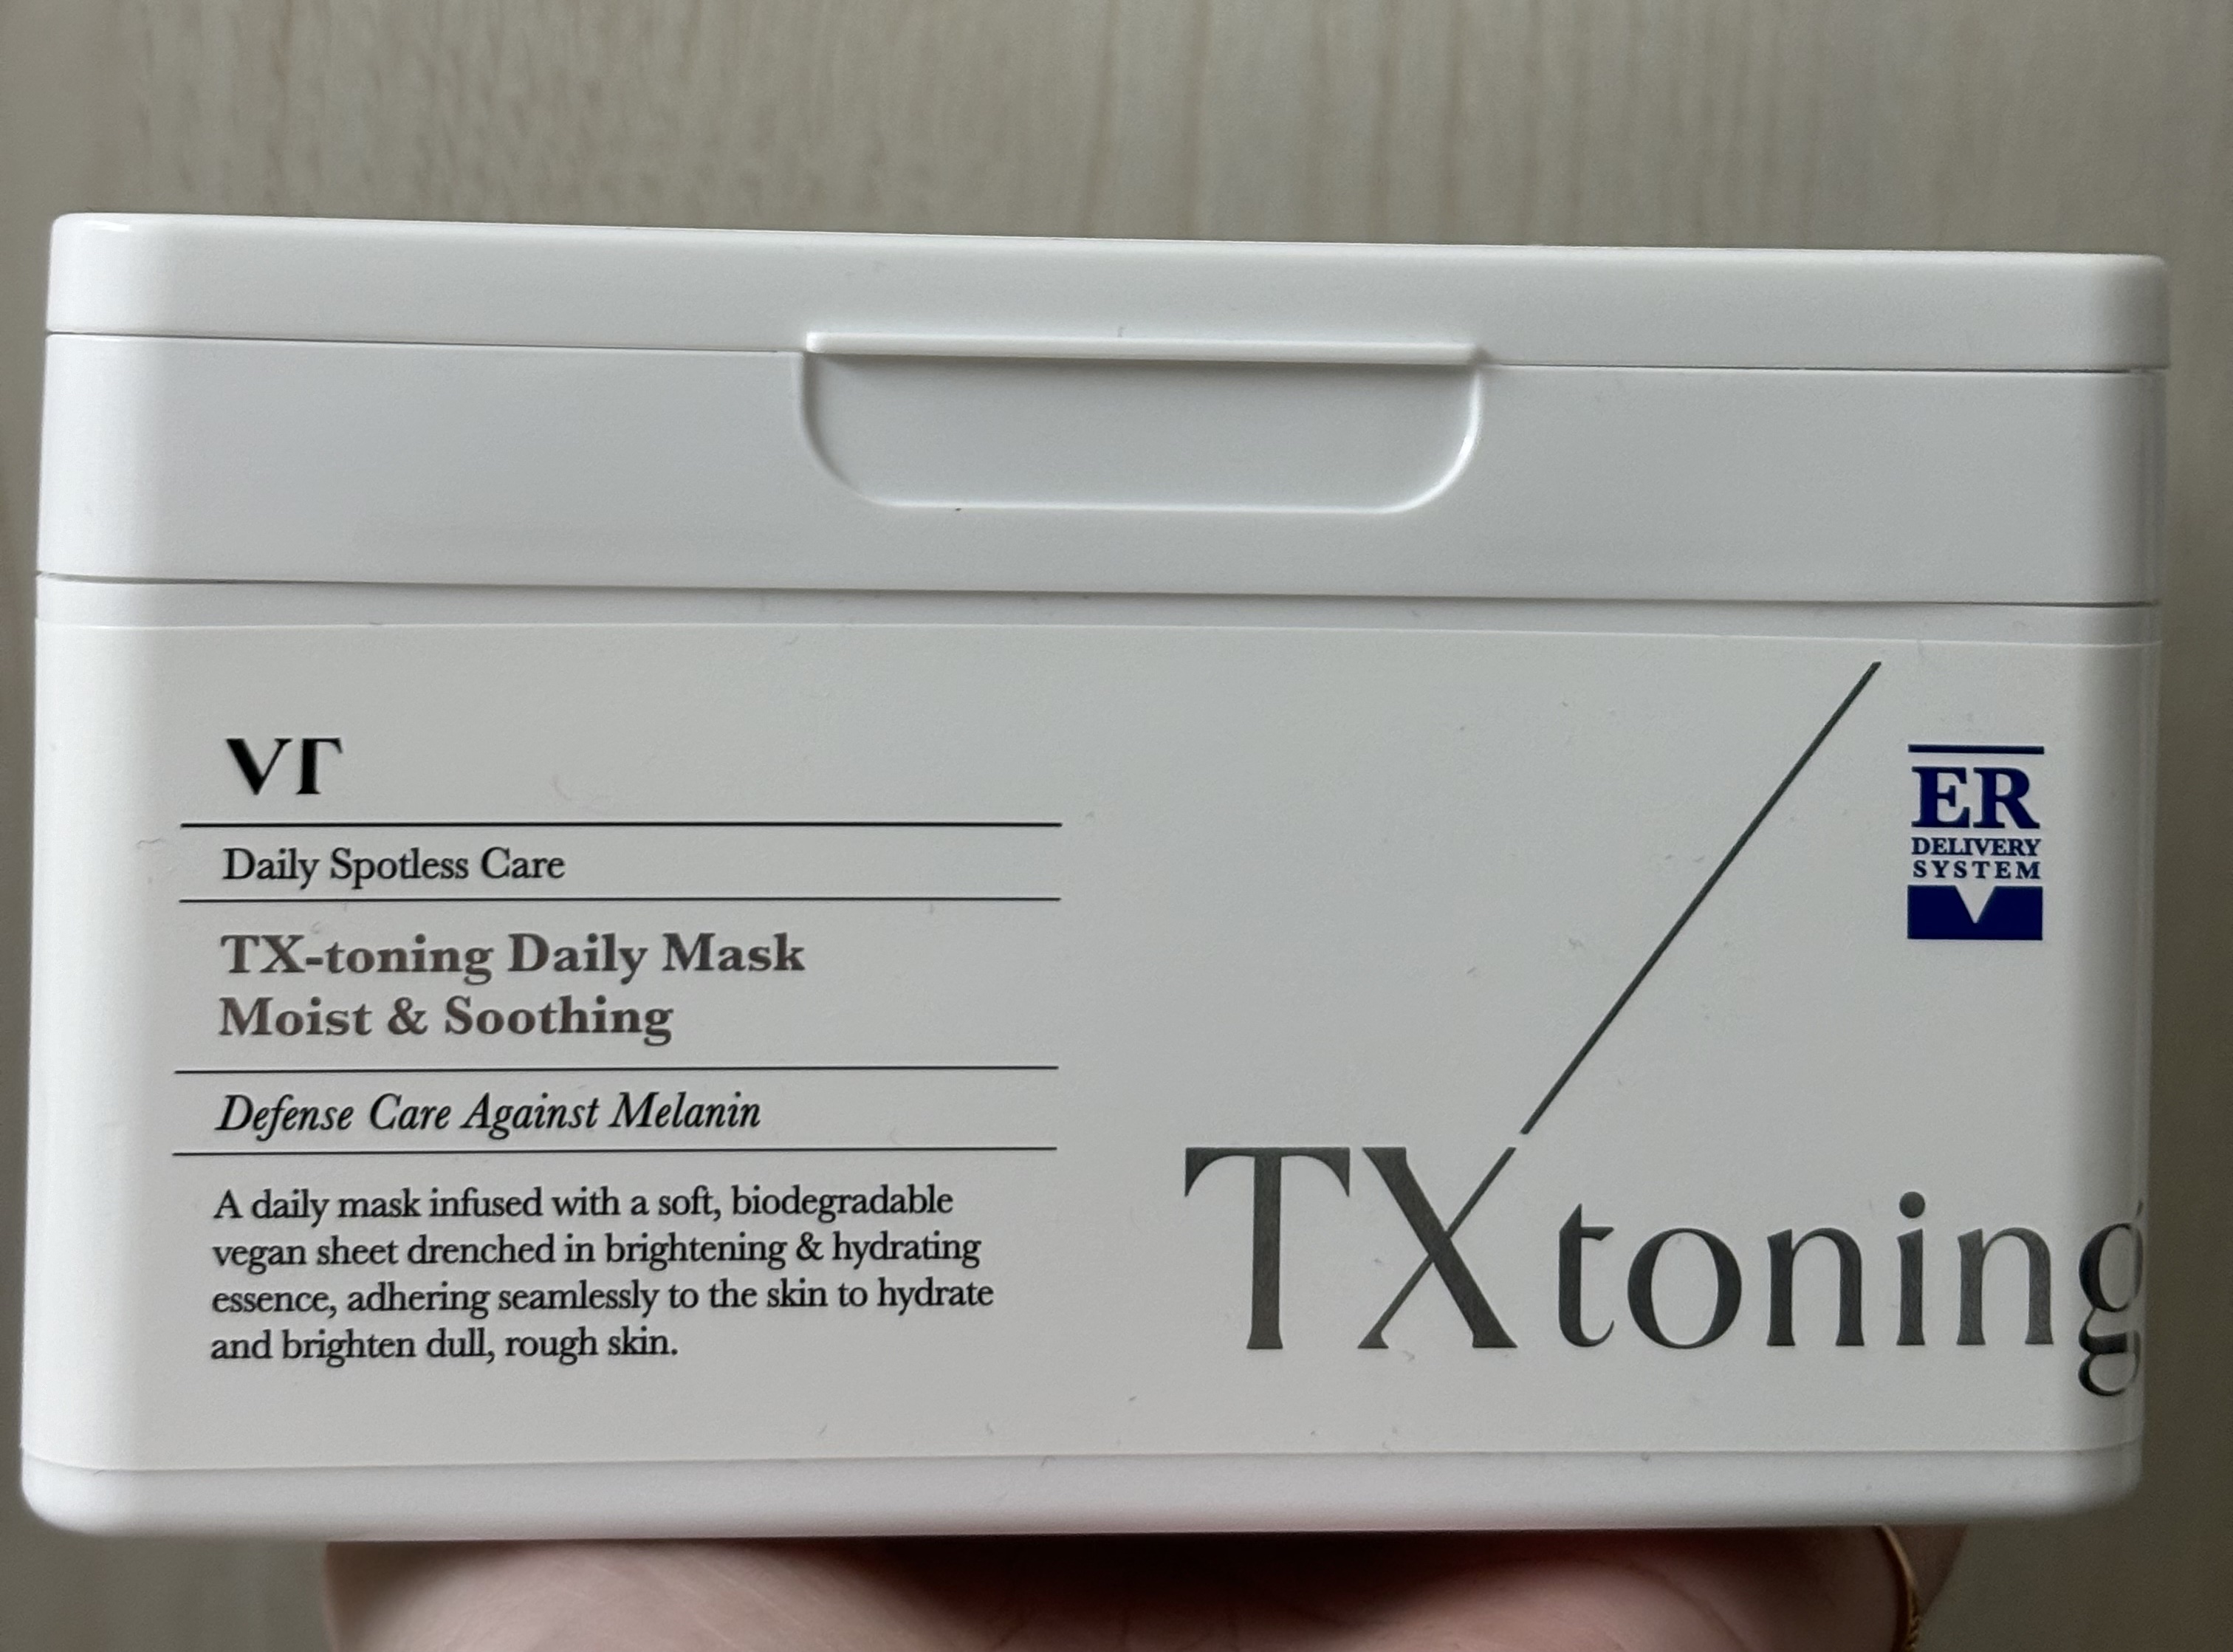 VT
Daily Spotless Care
TX-toning Daily Mask
Moist & Soothing
Defense Care Against Melanin
A daily mask infused with a soft, biodegradable
vegan sheet drenched in brightening & hydrating
essence, adhering seamlessly to the skin to hydrate
and brighten dull, rough skin.
ER
DELIVERY
SYSTEM
TX toning